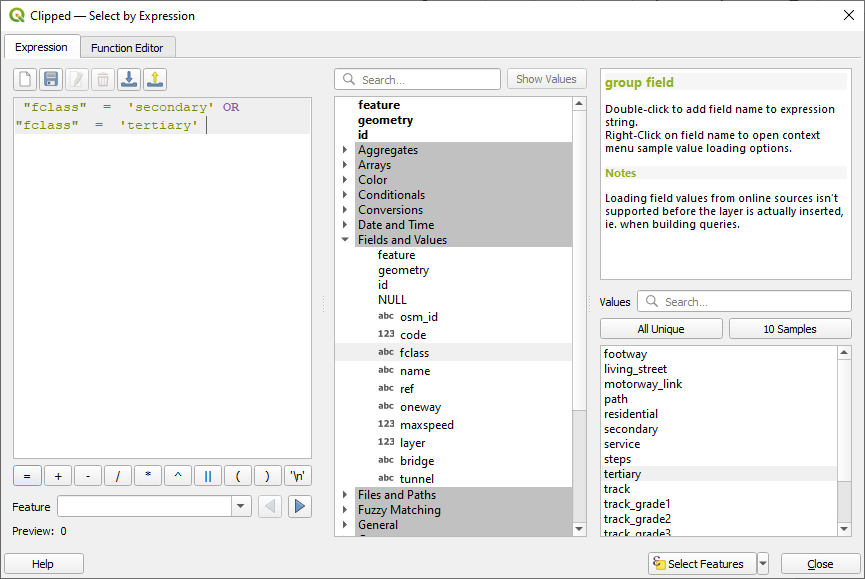 Clipped — Select by Expression
Expression
Function Editor
"fclass"  =  'secondary' OR
"fclass"  =  'tertiary'
=
+
-
/
*
^
||
(
)
'\n'
Feature
Preview: 0
Search...
Show Values
feature
geometry
id
Aggregates
Arrays
Color
Conditionals
Conversions
Date and Time
Fields and Values
feature
geometry
id
NULL
abc osm_id
123 code
abc fclass
abc name
abc ref
abc oneway
123 maxspeed
123 layer
abc bridge
abc tunnel
Files and Paths
Fuzzy Matching
General
group field
Double-click to add field name to expression
string.
Right-Click on field name to open context
menu sample value loading options.
Notes
Loading field values from online sources isn't
supported before the layer is actually inserted,
ie. when building queries.
Values
Search...
All Unique
10 Samples
footway
living_street
motorway_link
path
residential
secondary
service
steps
tertiary
track
track_grade1
track_grade2
track_grade3
Help
Select Features
Close